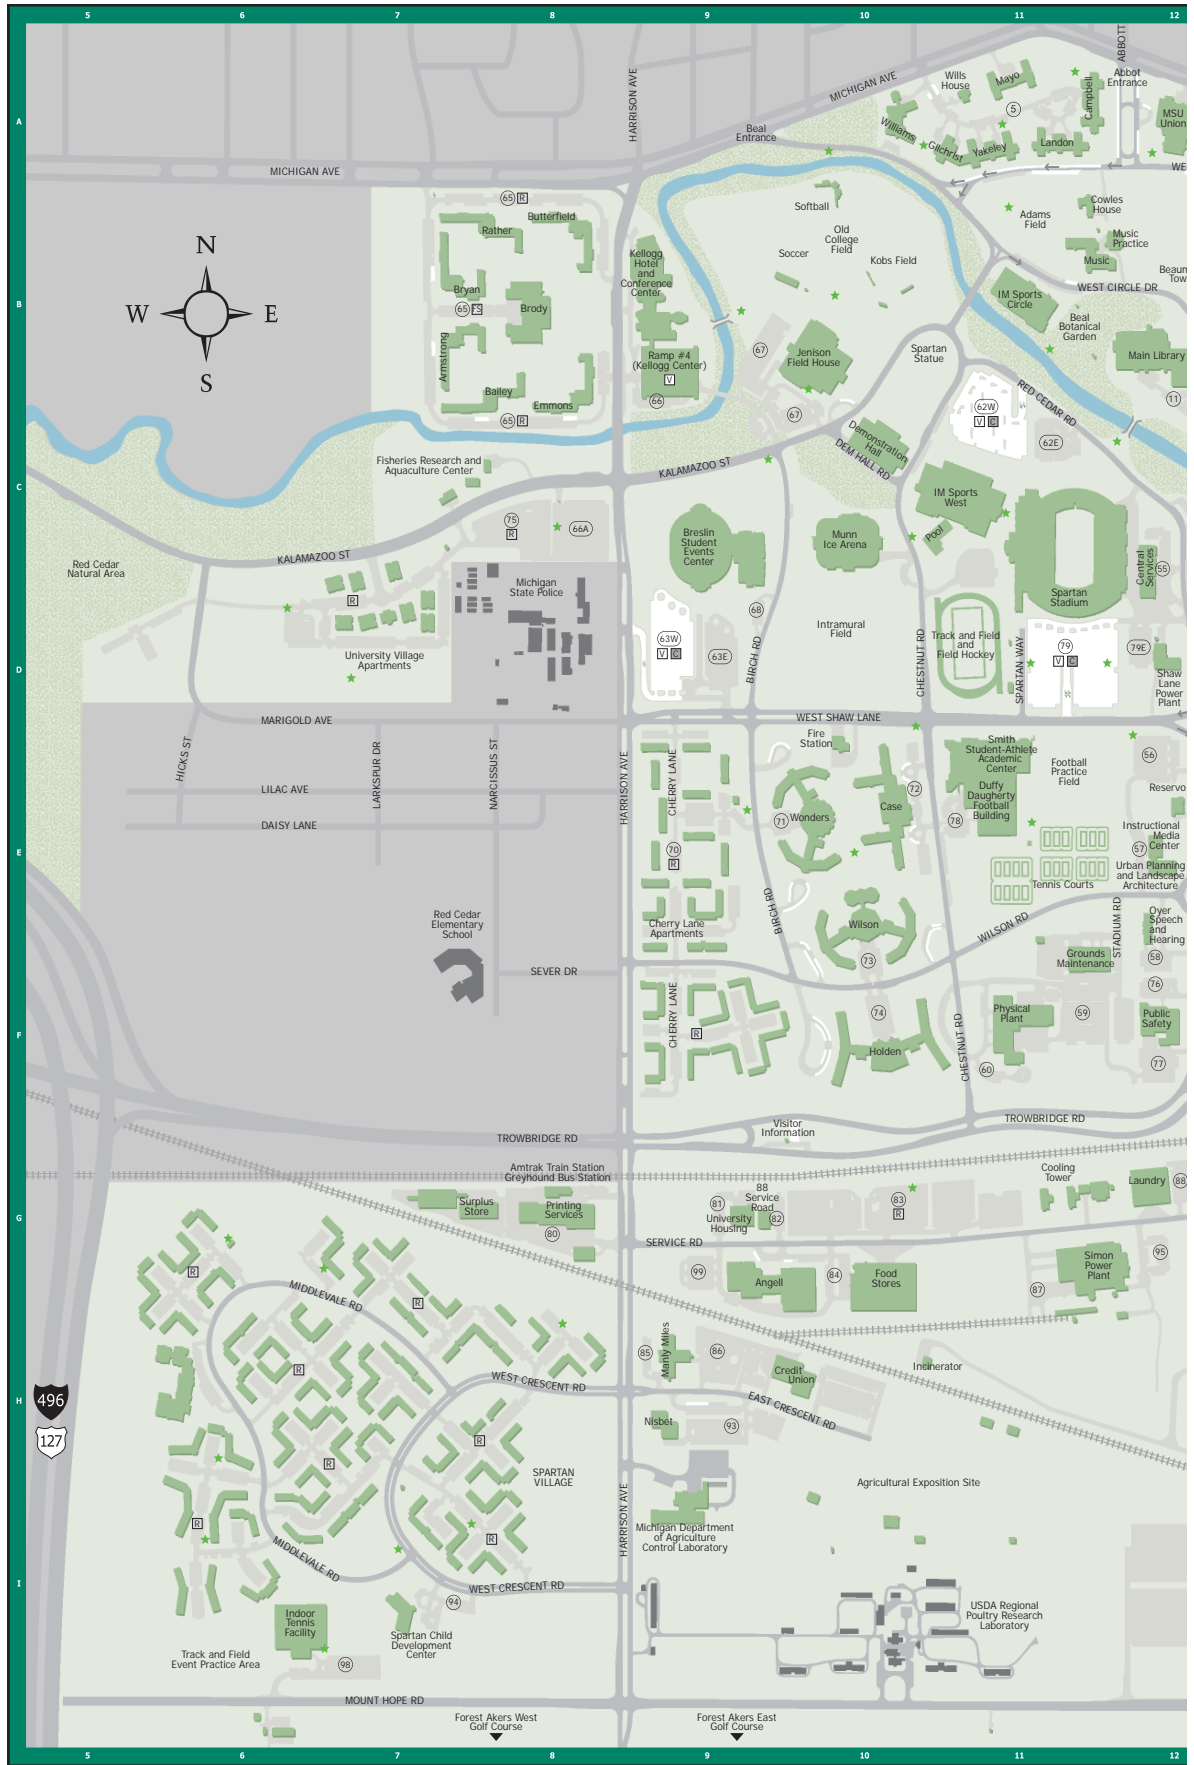 5 6 7 8 9 10 11 12
A
B
C
D
E
F
G
H
I
A
B
C
D
E
F
G
H
I
N
W E
S
MICHIGAN AVE
MICHIGAN AVE
HARRISON AVE
ABBOTT
Abbot
Entrance
Beal
Entrance
Wills
House
Mayo
Campbell
5
Williams
Gilchrist
Yakeley
Landon
MSU
Union
WE
65 R
Butterfield
Rather
Bryan
65 FS
Brody
Armstrong
Bailey
Emmons
65 R
Kellogg
Hotel
and
Conference
Center
Ramp #4
(Kellogg Center)
V
66
Softball
Old
College
Field
Soccer
Kobs Field
67
Jenison
Field House
67
Adams
Field
Cowles
House
Music
Practice
Music
Beaum
Tow
WEST CIRCLE DR
IM Sports
Circle
Beal
Botanical
Garden
Main Library
11
Spartan
Statue
RED CEDAR RD
62W
V C
62E
Demonstration
Hall
DEM HALL RD
Fisheries Research and
Aquaculture Center
KALAMAZOO ST
75
R
66A
KALAMAZOO ST
Red Cedar
Natural Area
R
University Village
Apartments
Michigan
State Police
Breslin
Student
Events
Center
Munn
Ice Arena
IM Sports
West
Pool
Spartan
Stadium
Central
Services
55
68
63W
V C
63E
BIRCH RD
Intramural
Field
CHESTNUT RD
Track and Field
and
Field Hockey
SPARTAN WAY
79
V C
79E
Shaw
Lane
Power
Plant
MARIGOLD AVE
WEST SHAW LANE
HICKS ST
LARKSPUR DR
NARCISSUS ST
LILAC AVE
DAISY LANE
HARRISON AVE
CHERRY LANE
70
R
Cherry Lane
Apartments
Fire
Station
71
Wonders
Case
72
78
Smith
Student-Athlete
Academic
Center
Duffy
Daugherty
Football
Building
Football
Practice
Field
56
Reservo
Instructional
Media
Center
57
Urban Planning
and Landscape
Architecture
Tennis Courts
Red Cedar
Elementary
School
SEVER DR
BIRCH RD
Wilson
73
WILSON RD
STADIUM RD
Oyer
Speech
and
Hearing
Grounds
Maintenance
58
76
CHERRY LANE
R
74
Holden
CHESTNUT RD
Physical
Plant
59
Public
Safety
60
77
TROWBRIDGE RD
TROWBRIDGE RD
Visitor
Information
Amtrak Train Station
Greyhound Bus Station
Surplus
Store
Printing
Services
80
81
88
Service
Road
University
Housing
82
83
R
Cooling
Tower
Laundry
88
SERVICE RD
99
Angell
84
Food
Stores
Simon
Power
Plant
87
95
R
MIDDLEVALE RD
R
R
85
Manly Miles
86
Credit
Union
Incinerator
WEST CRESCENT RD
EAST CRESCENT RD
496
127
Nisbet
93
R
R
SPARTAN
VILLAGE
HARRISON AVE
Agricultural Exposition Site
R
R
Michigan Department
of Agriculture
Control Laboratory
MIDDLEVALE RD
WEST CRESCENT RD
94
Indoor
Tennis
Facility
Spartan Child
Development
Center
USDA Regional
Poultry Research
Laboratory
Track and Field
Event Practice Area
98
MOUNT HOPE RD
Forest Akers West
Golf Course
Forest Akers East
Golf Course
5 6 7 8 9 10 11 12